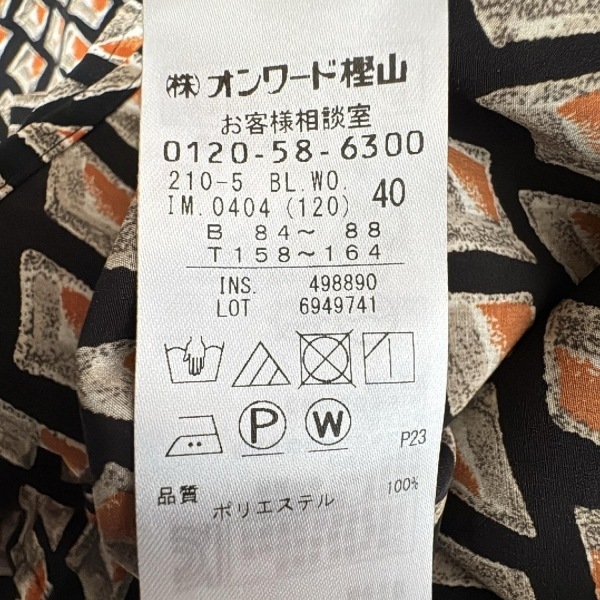 (株)オンワード樫山
お客様相談室
0120-58-6300
210-5 BL.WO. 40
IM.0404 (120)
B 84〜 88
T158〜164
INS. 498890
LOT 6949741
P W
P23
品質 ポリエステル 100%